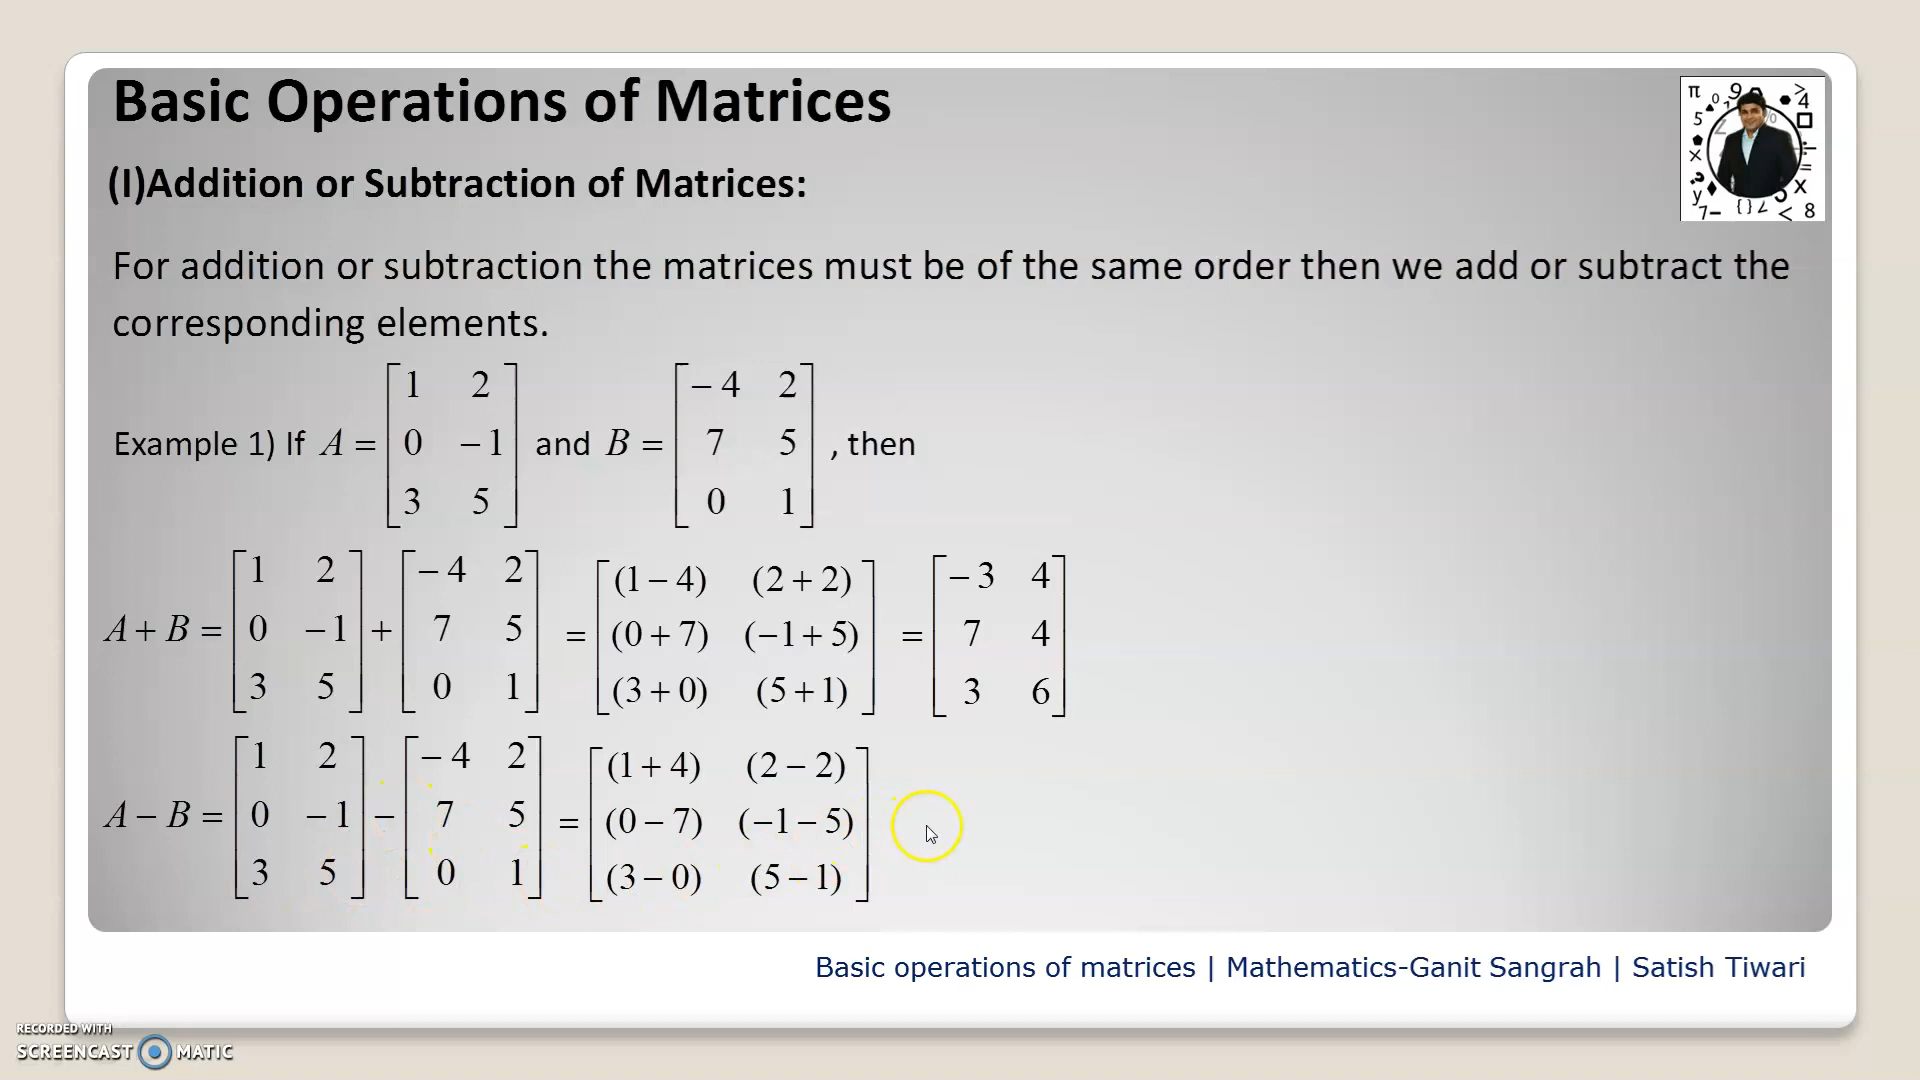 Basic Operations of Matrices
(I)Addition or Subtraction of Matrices:
For addition or subtraction the matrices must be of the same order then we add or subtract the
corresponding elements.
Example 1) If A = [1 2; 0 −1; 3 5] and B = [−4 2; 7 5; 0 1] , then
A + B = [1 2; 0 −1; 3 5] + [−4 2; 7 5; 0 1] = [(1 − 4) (2 + 2); (0 + 7) (−1 + 5); (3 + 0) (5 + 1)] = [−3 4; 7 4; 3 6]
A − B = [1 2; 0 −1; 3 5] − [−4 2; 7 5; 0 1] = [(1 + 4) (2 − 2); (0 − 7) (−1 − 5); (3 − 0) (5 − 1)]
Basic operations of matrices | Mathematics-Ganit Sangrah | Satish Tiwari
RECORDED WITH
SCREENCAST MATIC